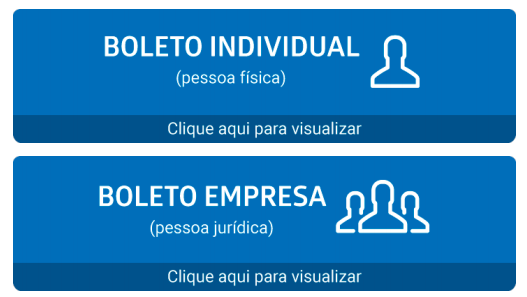 BOLETO INDIVIDUAL
(pessoa física)
Clique aqui para visualizar
BOLETO EMPRESA
(pessoa jurídica)
Clique aqui para visualizar